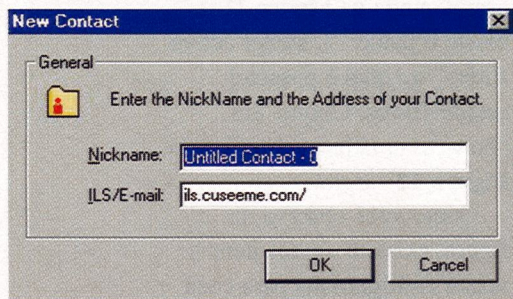 New Contact
General
Enter the NickName and the Address of your Contact.
Nickname: Untitled Contact - 0
ILS/E-mail: ils.cuseeme.com/
OK Cancel